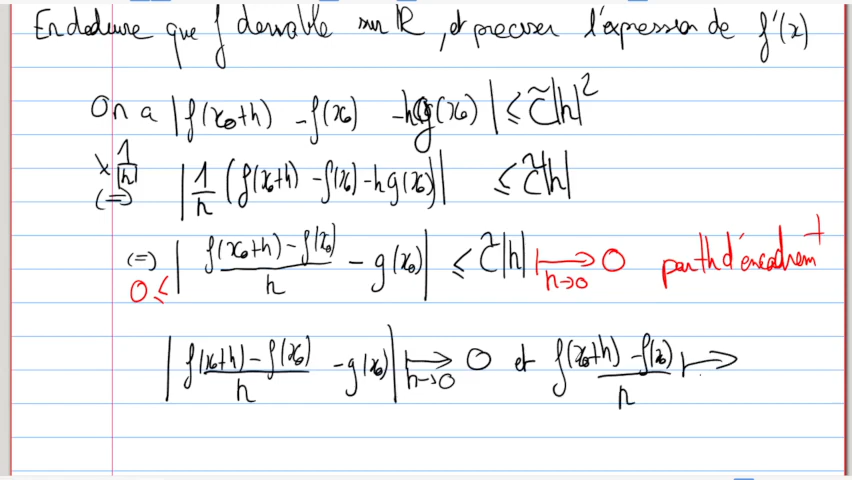 En deduire que f derivable sur ℝ, et preciser l'expression de f'(x)
On a |f(x₀+h) - f(x₀) - hg(x₀)| ≤ C̃|h|²
× 1/|h| (=) |1/h (f(x₀+h) - f(x₀) - hg(x₀))| ≤ C̃|h|
(=) 0 ≤ |(f(x₀+h) - f(x₀))/h - g(x₀)| ≤ C̃|h| ⟼ 0 h→0 par th d'encadrem^t
|(f(x₀+h) - f(x₀))/h - g(x₀)| ⟼ 0 h→0 et (f(x₀+h) - f(x₀))/h ⟼